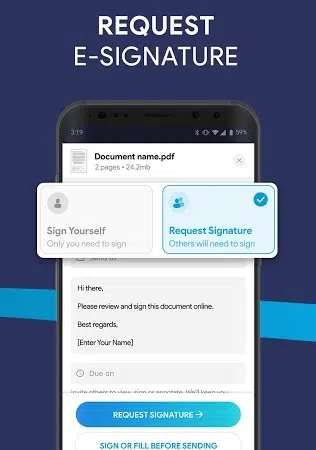 REQUEST
E-SIGNATURE
3:19
59%
Document name.pdf
2 pages • 24.2mb
Sign Yourself
Only you need to sign
Request Signature
Others will need to sign
Send to
Hi there,
Please review and sign this document online.
Best regards,
[Enter Your Name]
Due on
Invite others to view, sign or annotate. We'll keep you
REQUEST SIGNATURE →
SIGN OR FILL BEFORE SENDING